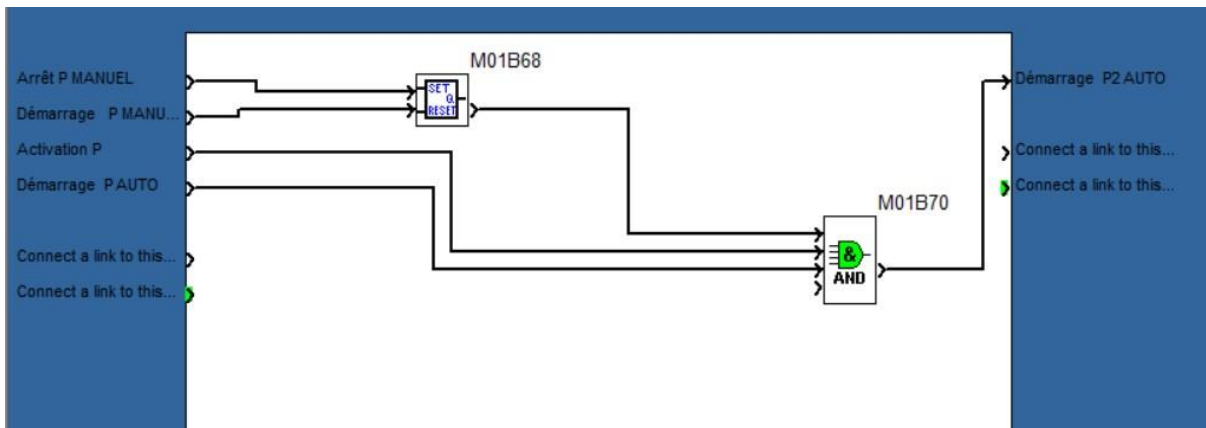 M01B68
Arrêt P MANUEL
SET
Q
RESET
Démarrage P2 AUTO
Démarrage P MANU...
Activation P
Connect a link to this...
Démarrage P AUTO
Connect a link to this...
M01B70
&
AND
Connect a link to this...
Connect a link to this...